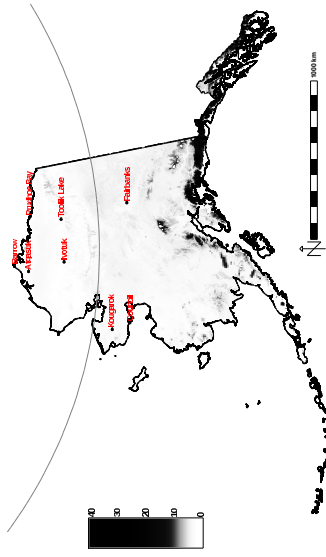 Barrow
Atqasuk
Prudhoe Bay
Toolik Lake
Ivotuk
Fairbanks
Kougarok
Council
1000 km
N
40
30
20
10
0